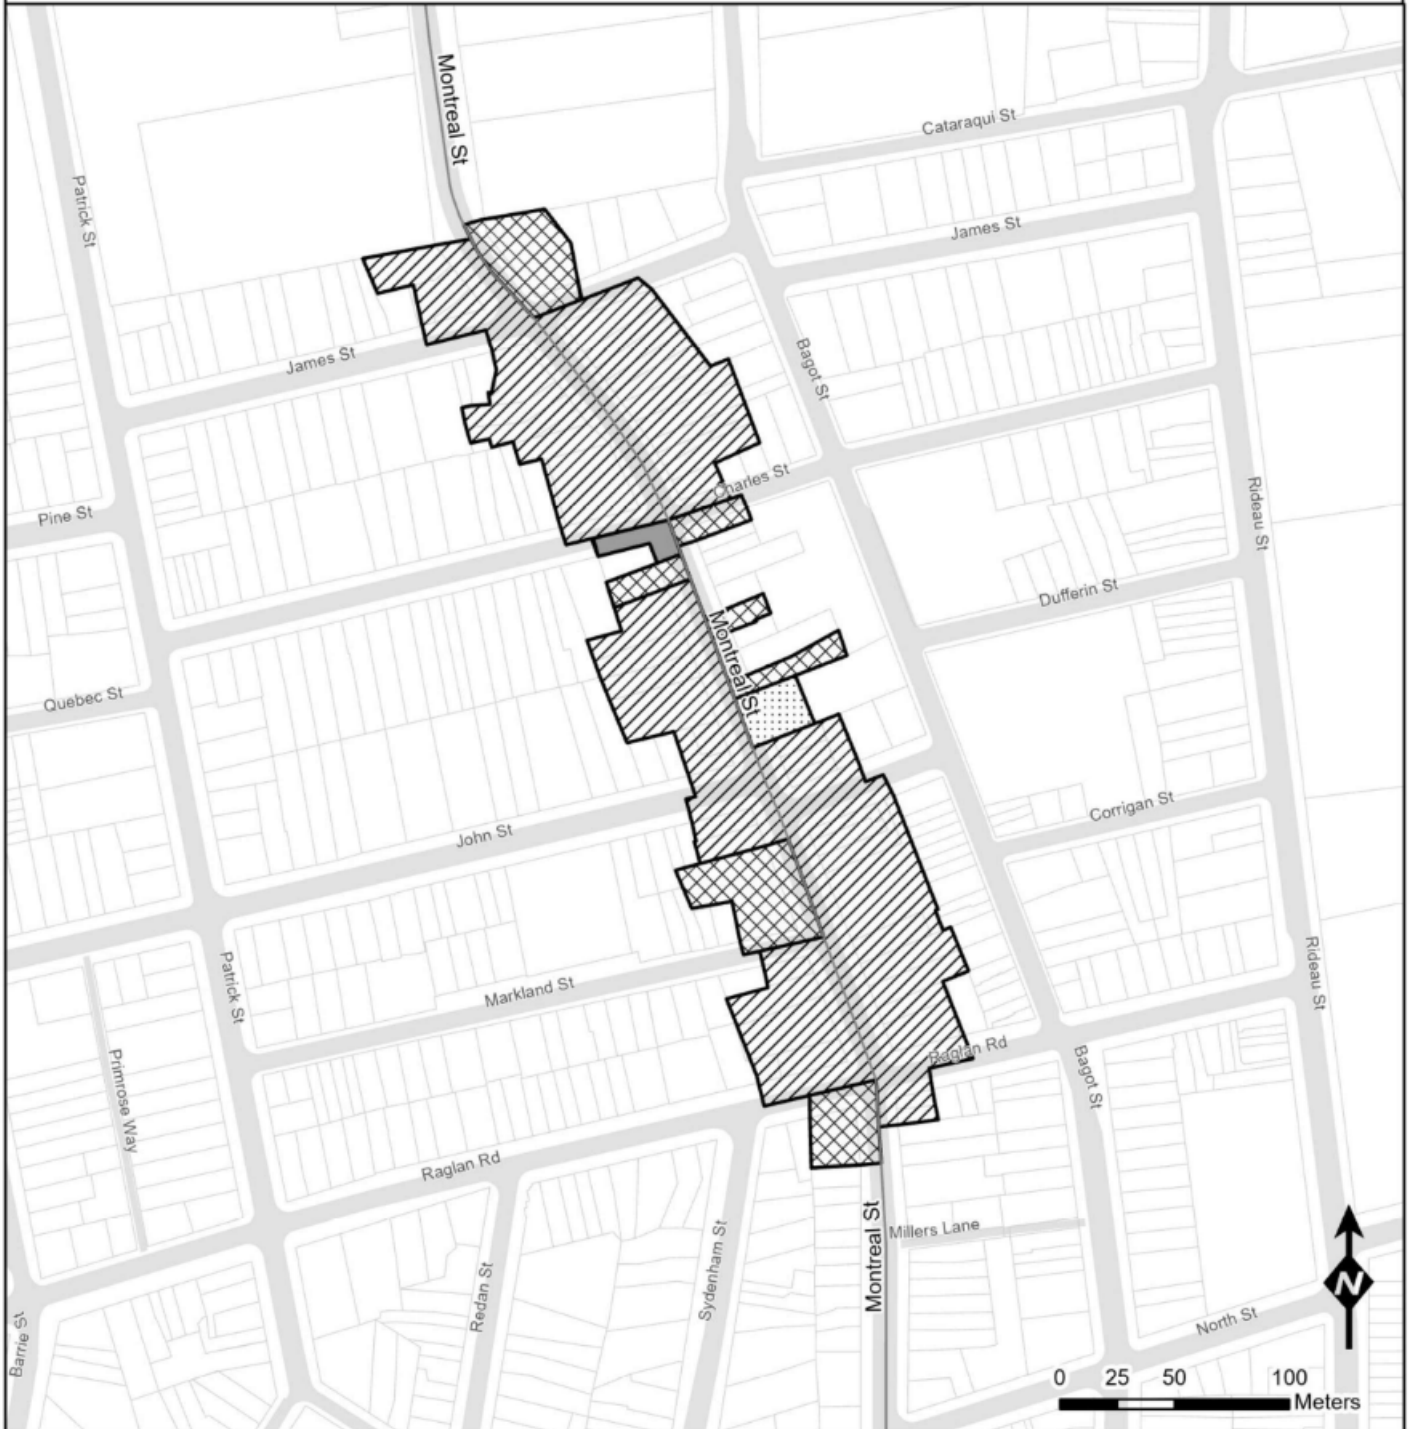 Montreal St
Cataraqui St
Patrick St
James St
James St
Bagot St
Charles St
Pine St
Rideau St
Dufferin St
Montreal St
Quebec St
Corrigan St
John St
Patrick St
Rideau St
Markland St
Raglan Rd
Bagot St
Primrose Way
Raglan Rd
Montreal St
Millers Lane
Sydenham St
Redan St
N
North St
Barrie St
0 25 50 100
Meters